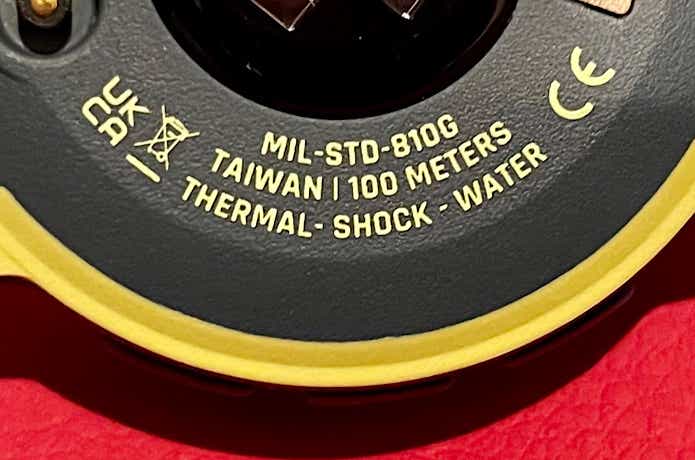 UK
CA
MIL-STD-810G
TAIWAN | 100 METERS
THERMAL- SHOCK - WATER
CE